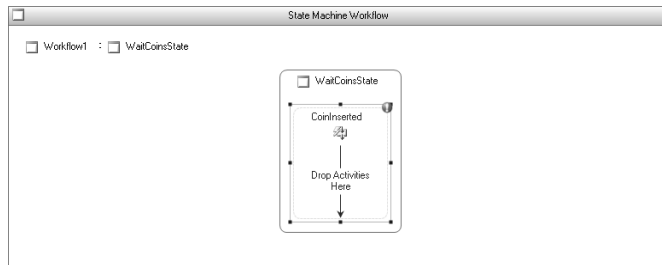 State Machine Workflow
Workflow1 : WaitCoinsState
WaitCoinsState
CoinInserted
Drop Activities
Here